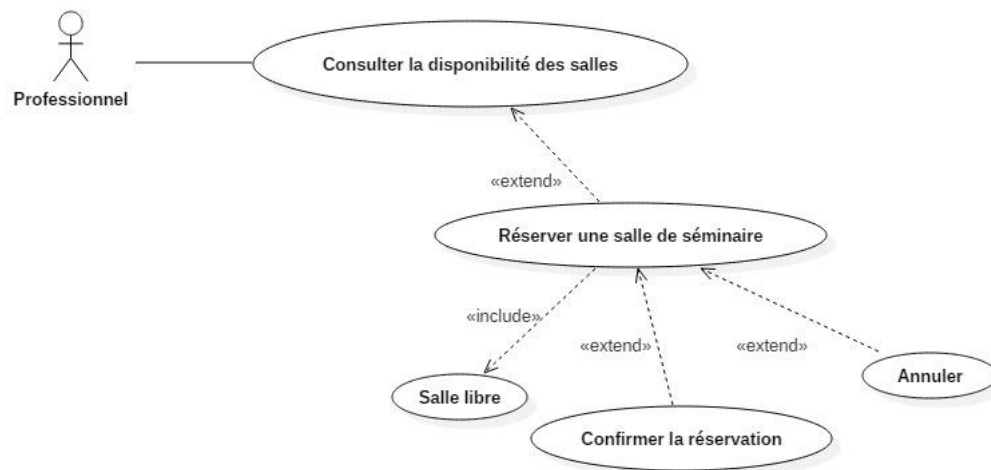 Consulter la disponibilité des salles
Professionnel
«extend»
Réserver une salle de séminaire
«include»
«extend»
«extend»
Salle libre
Annuler
Confirmer la réservation